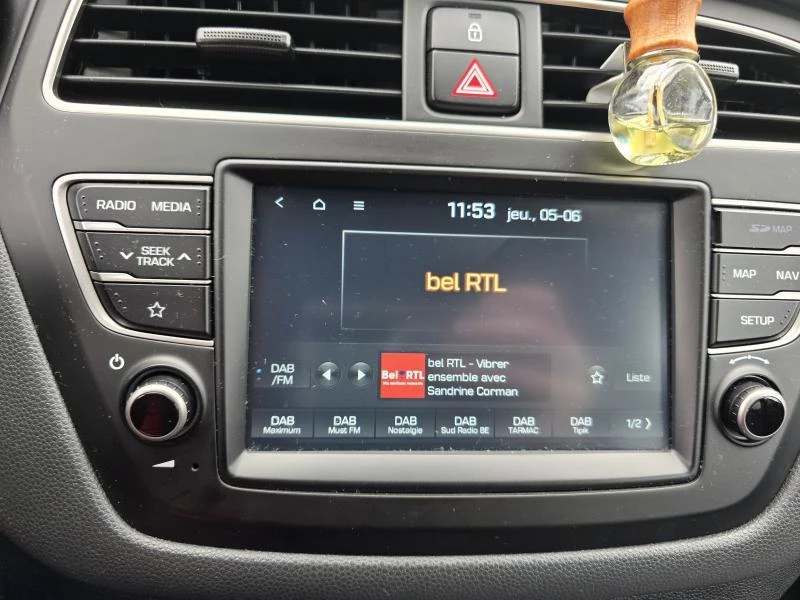 RADIO MEDIA
SEEK
TRACK
11:53 jeu., 05-06
bel RTL
DAB
/FM
Bel RTL
bel RTL - Vibrer
ensemble avec
Sandrine Corman
Liste
DAB
Maximum
DAB
Must FM
DAB
Nostalgie
DAB
Sud Radio BE
DAB
TARMAC
DAB
Tipik
1/2
SD MAP
MAP NAV
SETUP